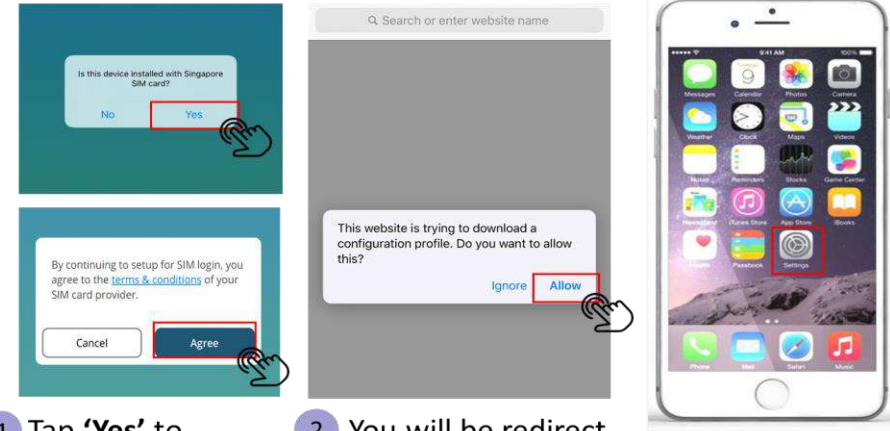 Is this device installed with Singapore
SIM card?
No
Yes
By continuing to setup for SIM login, you
agree to the terms & conditions of your
SIM card provider.
Cancel
Agree
1 Tap 'Yes' to
Search or enter website name
This website is trying to download a
configuration profile. Do you want to allow
this?
Ignore
Allow
2 You will be redirect
9:41 AM
100%
Messages
Calendar
Photos
Camera
9
Weather
Clock
Maps
Videos
Notes
Reminders
Stocks
Game Center
Newsstand
iTunes Store
App Store
iBooks
Health
Passbook
Settings
Phone
Mail
Safari
Music